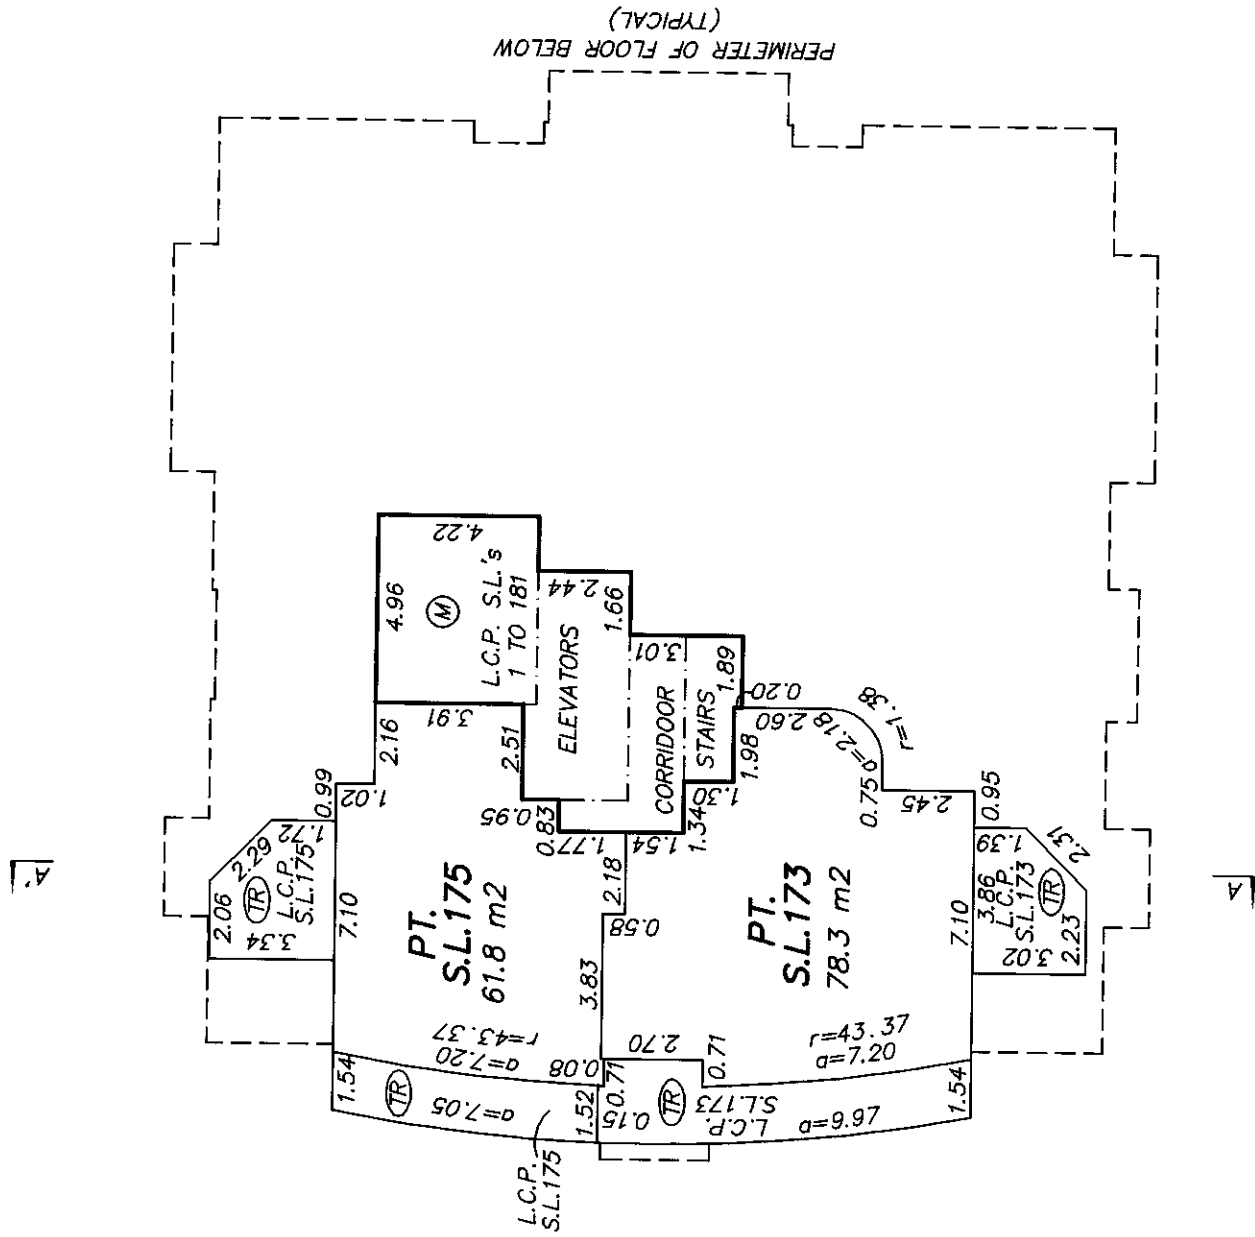 PERIMETER OF FLOOR BELOW
(TYPICAL)
4.22
4.96
M
L.C.P. S.L.'s
1 TO 181
2.44
1.66
ELEVATORS
3.01
CORRIDOOR
STAIRS
1.89
0.20
2.60
a=2.18
r=1.38
3.91
2.16
2.51
1.98
1.30
0.99
1.02
0.95
0.83
1.77
1.54
1.34
0.75
2.45
0.95
1.72
2.29
L.C.P.
S.L.175
TR
2.06
3.34
7.10
PT.
S.L.175
61.8 m2
2.18
0.58
PT.
S.L.173
78.3 m2
7.10
1.39
2.31
3.86
L.C.P.
S.L.173
TR
3.02
2.23
A'
A
3.83
r=43.37
a=7.20
0.08
2.70
0.71
0.71
r=43.37
a=7.20
1.54
TR
a=7.05
1.52
0.15
TR
L.C.P.
S.L.173
a=6.97
1.54
L.C.P.
S.L.175